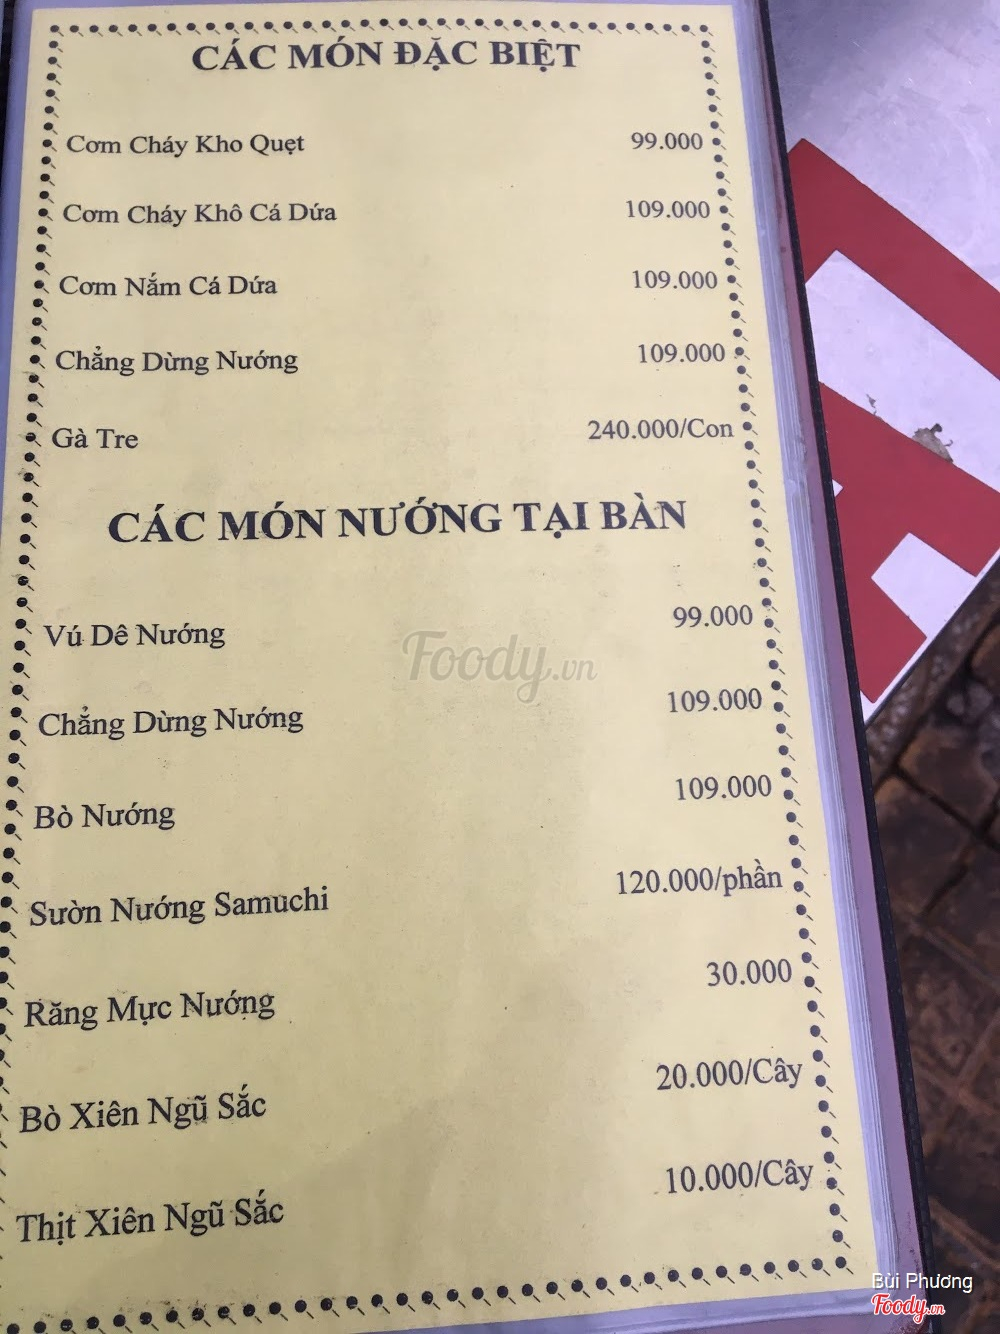 CÁC MÓN ĐẶC BIỆT
Cơm Cháy Kho Quẹt 99.000
Cơm Cháy Khô Cá Dứa 109.000
Cơm Nắm Cá Dứa 109.000
Chẳng Dừng Nướng 109.000
Gà Tre 240.000/Con
CÁC MÓN NƯỚNG TẠI BÀN
Vú Dê Nướng 99.000
Chẳng Dừng Nướng 109.000
Bò Nướng 109.000
Sườn Nướng Samuchi 120.000/phần
Răng Mực Nướng 30.000
Bò Xiên Ngũ Sắc 20.000/Cây
Thịt Xiên Ngũ Sắc 10.000/Cây
Foody.vn
Bùi Phương
Foody.vn